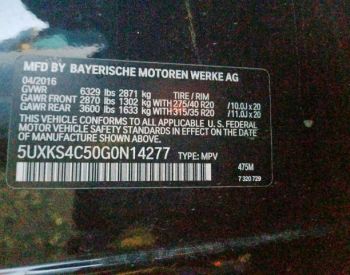 MFD BY BAYERISCHE MOTOREN WERKE AG
04/2016
GVWR 6329 lbs 2871 kg TIRE / RIM
GAWR FRONT 2870 lbs 1302 kg WITH 275/40 R20 /10.0J x 20
GAWR REAR 3600 lbs 1633 kg WITH 315/35 R20 /11.0J x 20
THIS VEHICLE CONFORMS TO ALL APPLICABLE U.S. FEDERAL
MOTOR VEHICLE SAFETY STANDARDS IN EFFECT ON THE
DATE OF MANUFACTURE SHOWN ABOVE.
5UXKS4C50G0N14277 TYPE: MPV
475M
7 320 729